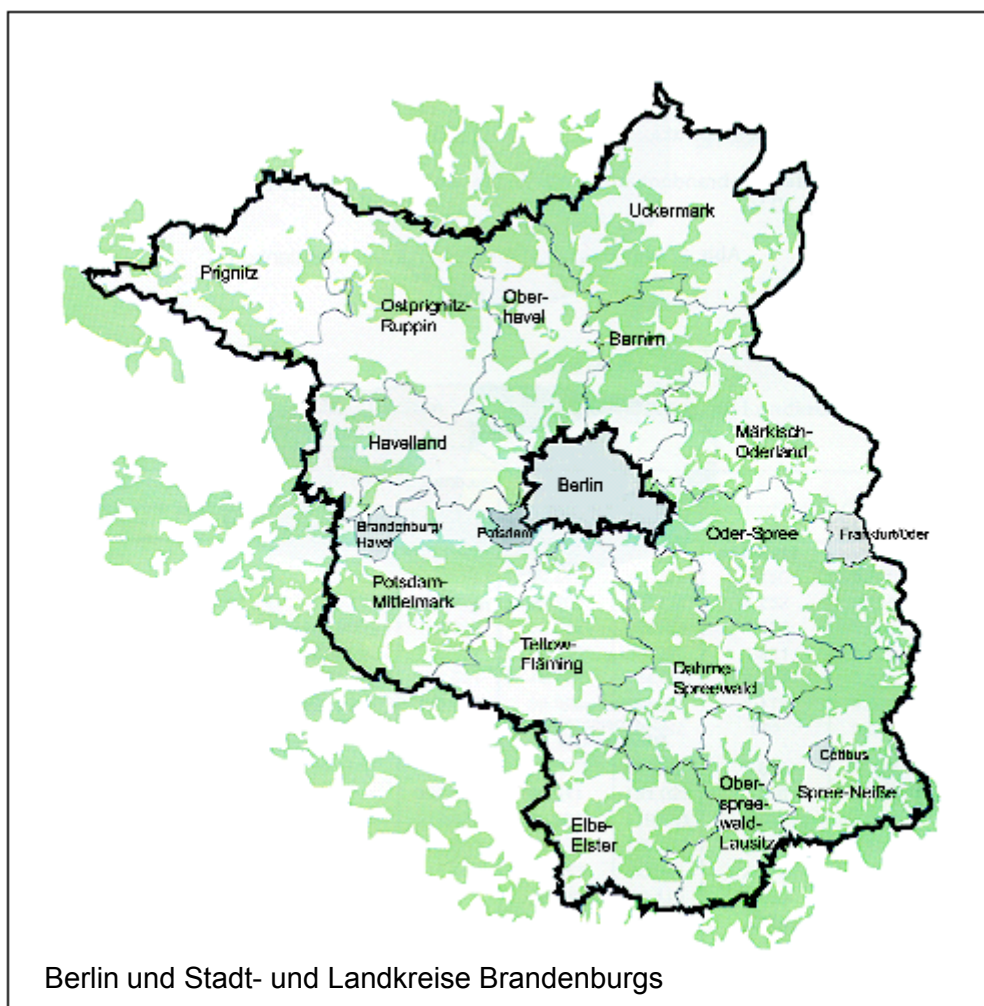 Uckermark
Prignitz
Ostprignitz-
Ruppin
Ober-
havel
Barnim
Havelland
Märkisch-
Oderland
Berlin
Brandenburg/
Havel
Potsdam
Oder-Spree
Frankfurt/Oder
Potsdam-
Mittelmark
Teltow-
Fläming
Dahme-
Spreewald
Cottbus
Spree-Neiße
Ober-
spree-
wald-
Lausitz
Elbe-
Elster
Berlin und Stadt- und Landkreise Brandenburgs